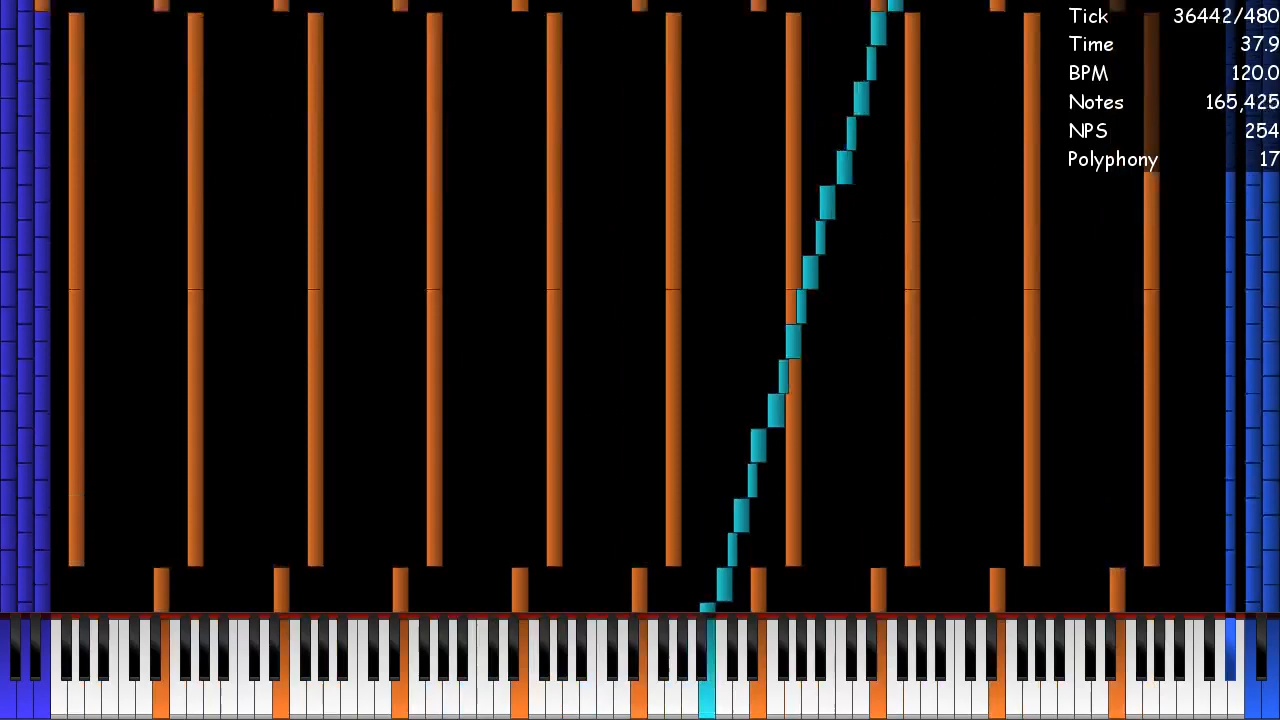 Tick 36442/480
Time 37.9
BPM 120.0
Notes 165,425
NPS 254
Polyphony 17